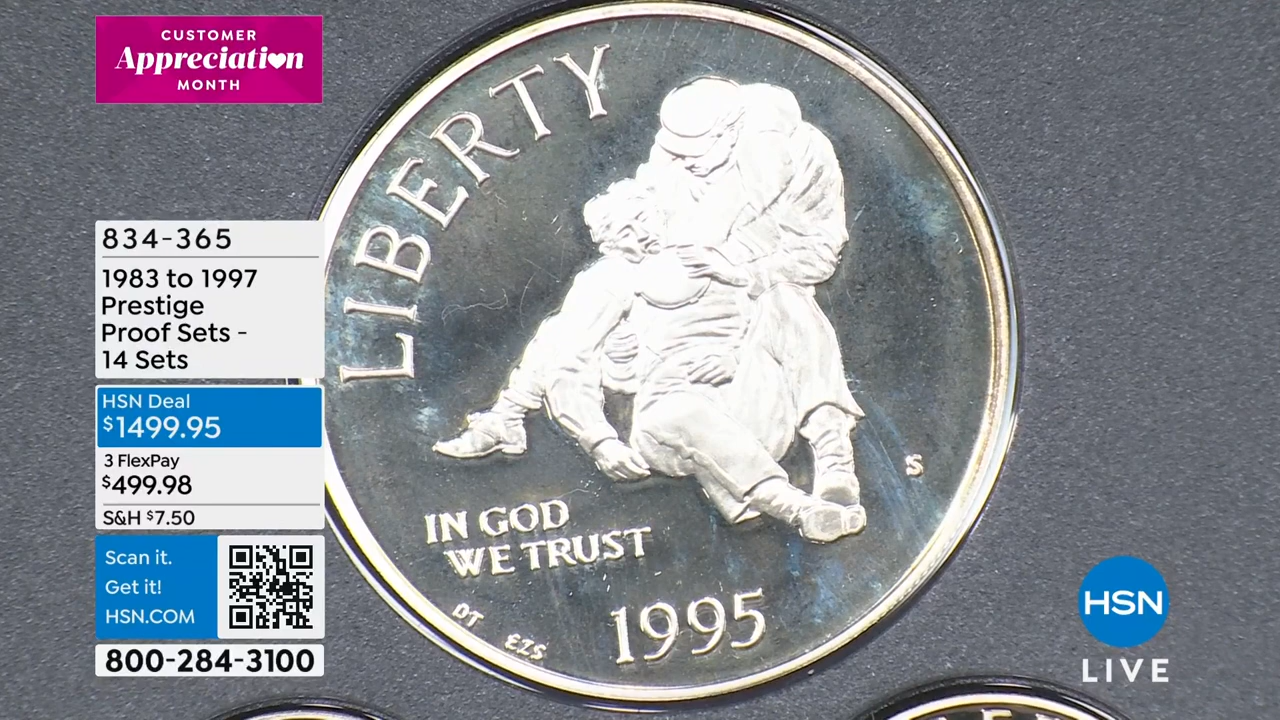 CUSTOMER
Appreciation
MONTH
LIBERTY
834-365
1983 to 1997
Prestige
Proof Sets -
14 Sets
HSN Deal
$1499.95
3 FlexPay
$499.98
S&H $7.50
S
IN GOD
WE TRUST
DT
EZS
1995
Scan it.
Get it!
HSN.COM
800-284-3100
HSN
LIVE